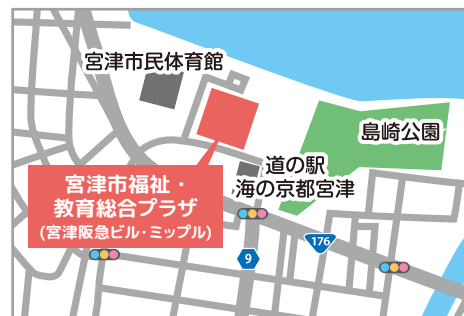 宮津市民体育館
島崎公園
道の駅
海の京都宮津
宮津市福祉・
教育総合プラザ
(宮津阪急ビル・ミップル)
176
9